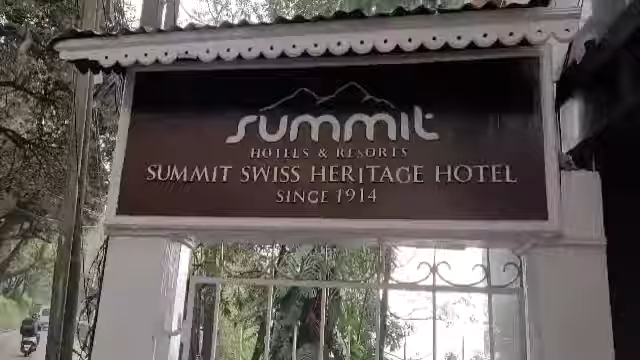 summit
HOTELS & RESORTS
SUMMIT SWISS HERITAGE HOTEL
SINCE 1914